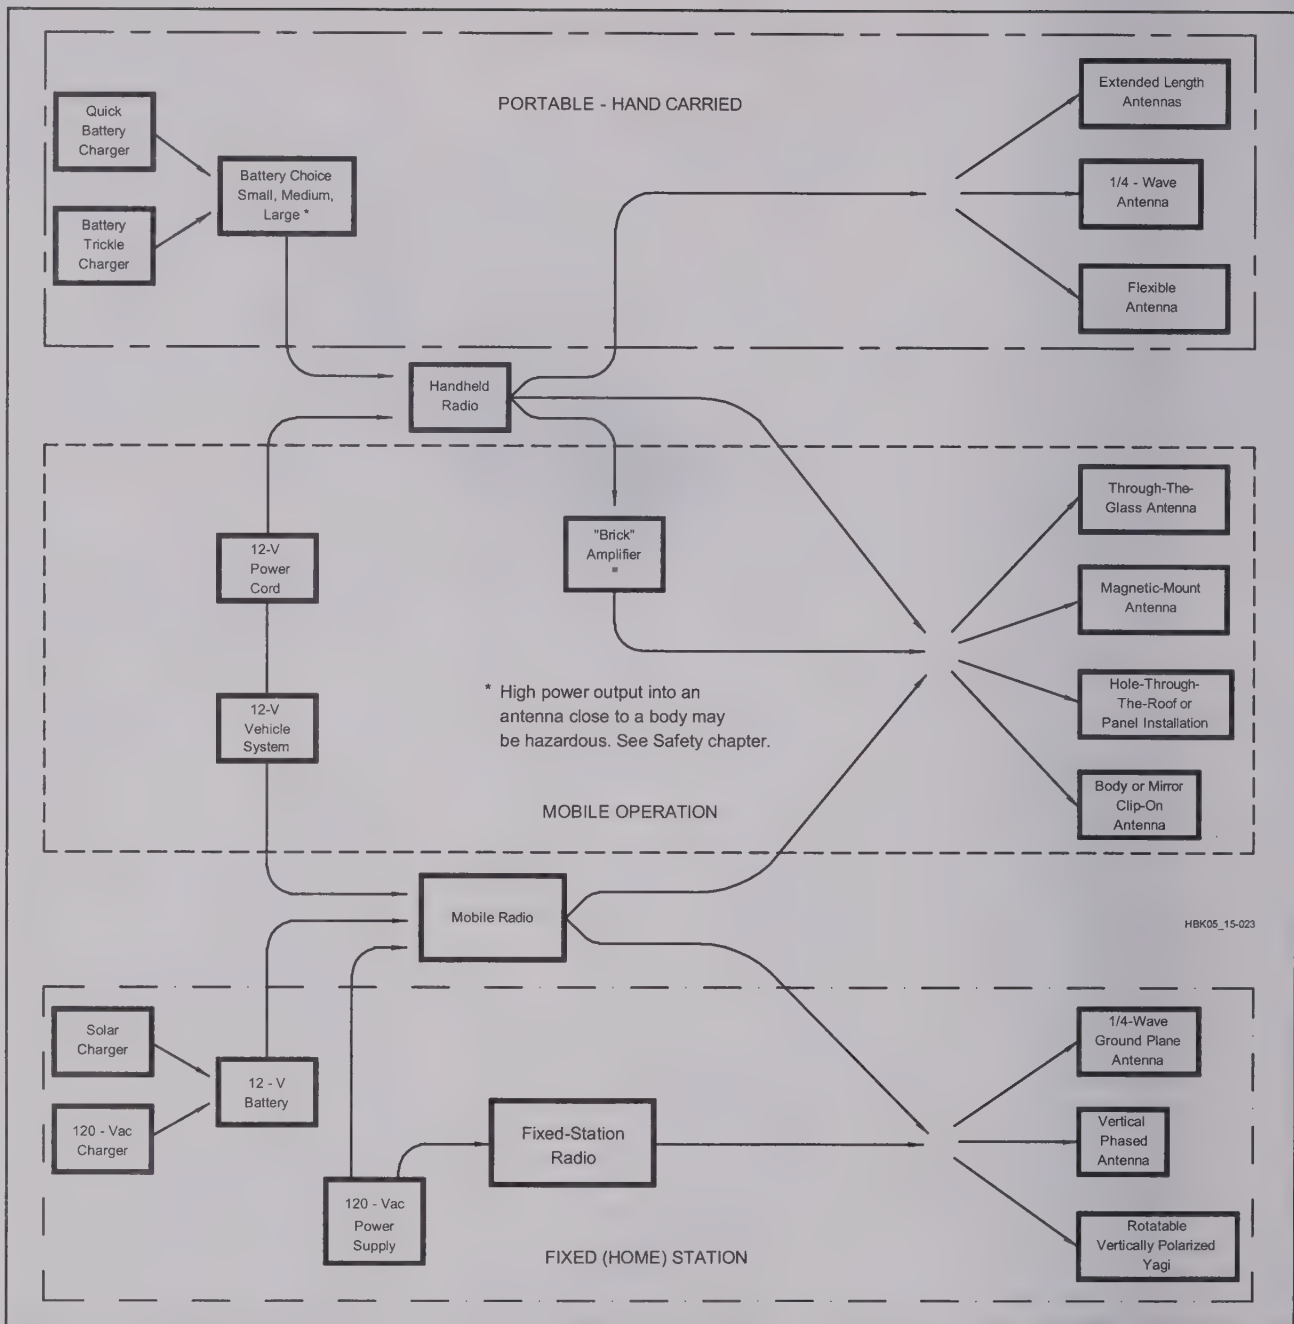 PORTABLE - HAND CARRIED
Quick
Battery
Charger
Battery
Trickle
Charger
Battery Choice
Small, Medium,
Large *
Extended Length
Antennas
1/4 - Wave
Antenna
Flexible
Antenna
Handheld
Radio
12-V
Power
Cord
12-V
Vehicle
System
"Brick"
Amplifier
*
* High power output into an
antenna close to a body may
be hazardous. See Safety chapter.
MOBILE OPERATION
Through-The-
Glass Antenna
Magnetic-Mount
Antenna
Hole-Through-
The-Roof or
Panel Installation
Body or Mirror
Clip-On
Antenna
Mobile Radio
HBK05_15-023
Solar
Charger
120 - Vac
Charger
12 - V
Battery
120 - Vac
Power
Supply
Fixed-Station
Radio
FIXED (HOME) STATION
1/4-Wave
Ground Plane
Antenna
Vertical
Phased
Antenna
Rotatable
Vertically Polarized
Yagi